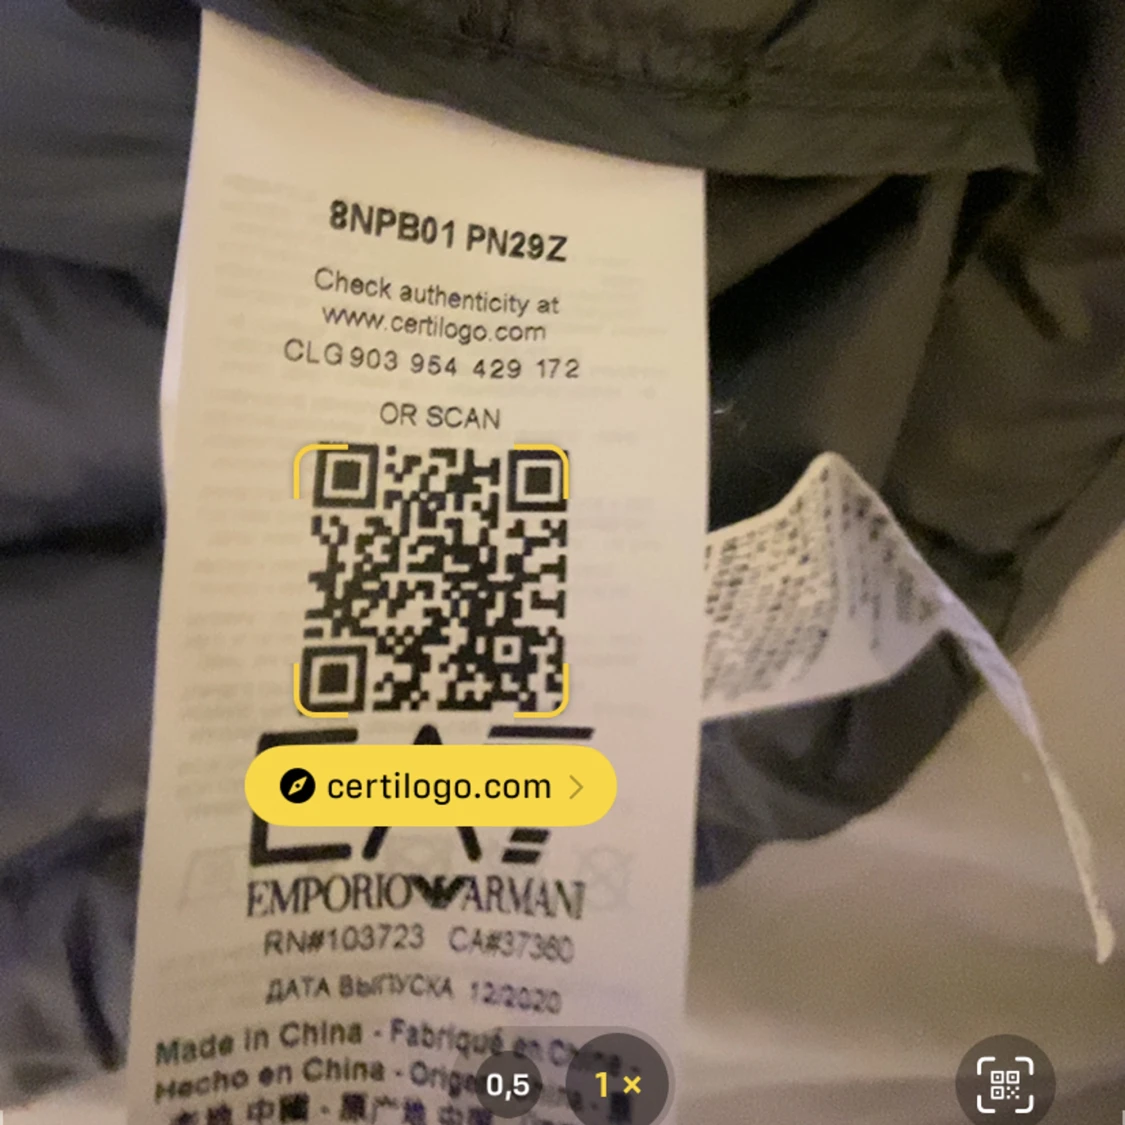 8NPB01 PN29Z
Check authenticity at
www.certilogo.com
CLG 903 954 429 172
OR SCAN
EA7
certilogo.com
EMPORIO ARMANI
RN#103723 CA#37360
ДАТА ВЫПУСКА 12/2020
Made in China - Fabriqué en
Hecho en China -
0,5 1×